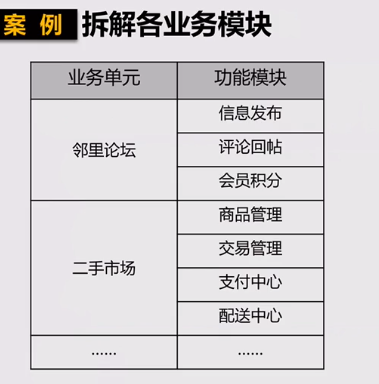 案 例 拆解各业务模块
业务单元 功能模块
邻里论坛 信息发布
评论回帖
会员积分
二手市场 商品管理
交易管理
支付中心
配送中心
...... ......